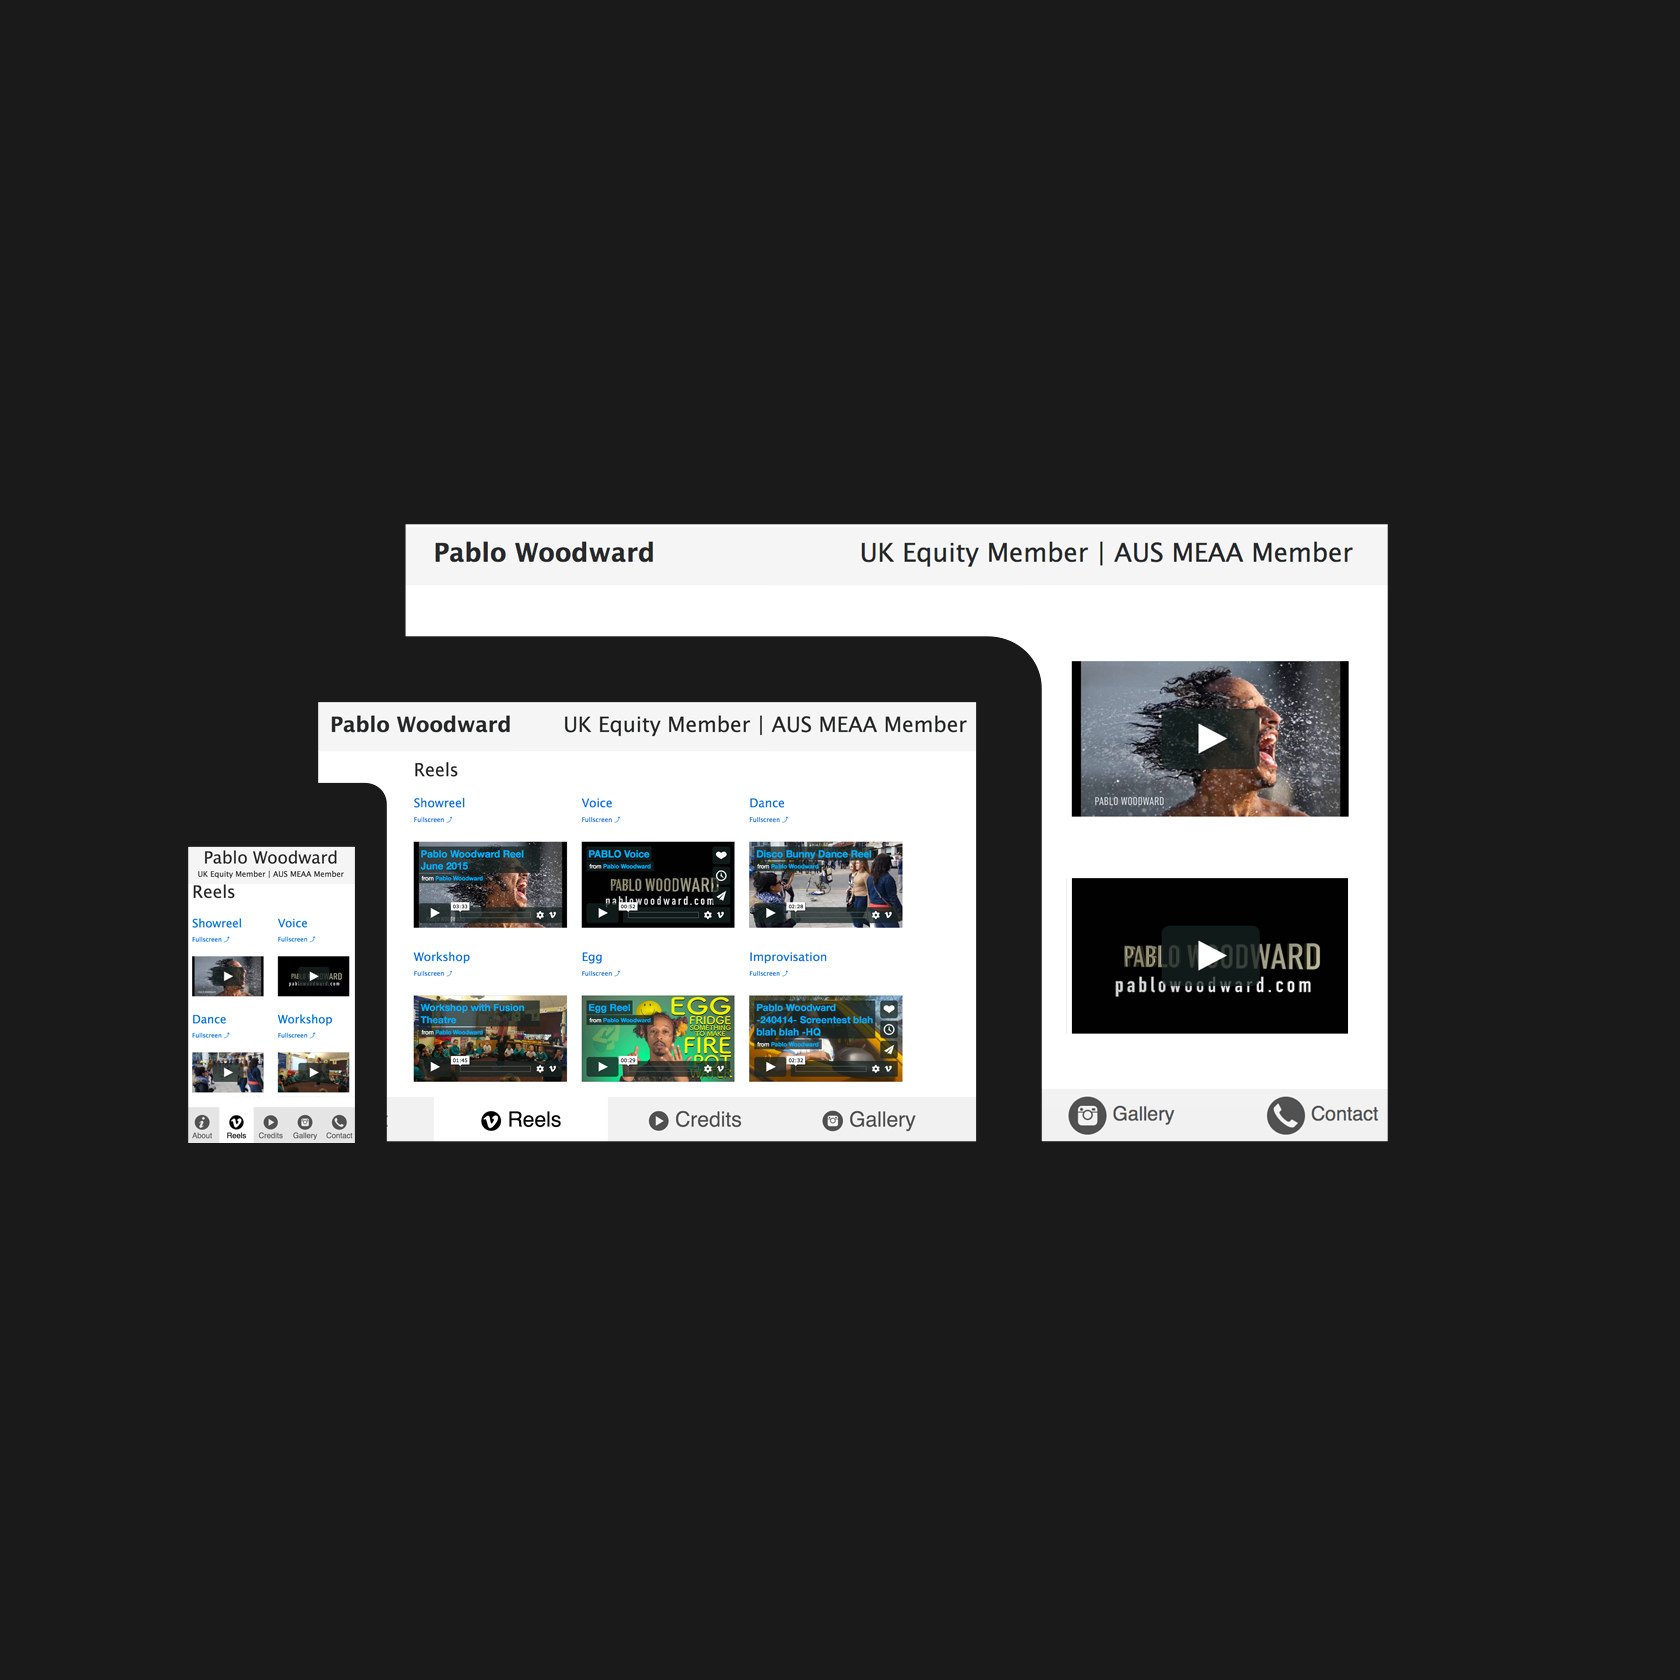 Pablo Woodward
UK Equity Member | AUS MEAA Member
PABLO WOODWARD
PABLO WOODWARD
pablowoodward.com
Gallery
Contact
Pablo Woodward
UK Equity Member | AUS MEAA Member
Reels
Showreel
Voice
Dance
Fullscreen
Fullscreen
Fullscreen
Pablo Woodward Reel
June 2015
from Pablo Woodward
03:33
PABLO Voice
from Pablo Woodward
PABLO WOODWARD
pablowoodward.com
00:52
Disco Bunny Dance Reel
from Pablo Woodward
02:28
Workshop
Egg
Improvisation
Fullscreen
Fullscreen
Fullscreen
Workshop with Fusion
Theatre
from Pablo Woodward
01:45
Egg Reel
from Pablo Woodward
EGG
FRIDGE
SOMETHING
TO MAKE
FIRE
POT
00:29
Pablo Woodward
-240414- Screentest blah
blah blah -HQ
from Pablo Woodward
02:32
Reels
Credits
Gallery
Pablo Woodward
UK Equity Member | AUS MEAA Member
Reels
Showreel
Voice
Fullscreen
Fullscreen
PABLO WOODWARD
pablowoodward.com
Dance
Workshop
Fullscreen
Fullscreen
About
Reels
Credits
Gallery
Contact